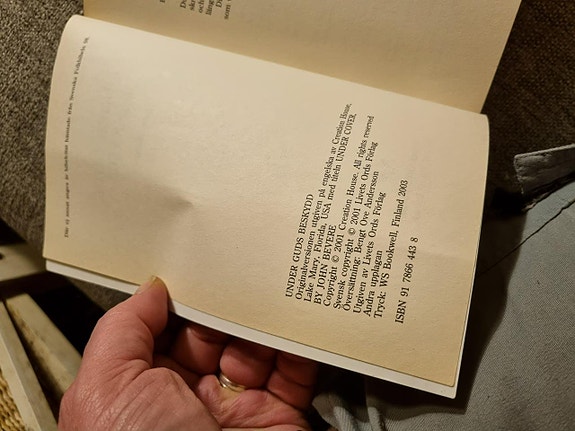 Där ej annat anges är bibelcitat hämtade från Svenska Folkbibeln 98.
UNDER GUDS BESKYDD
Originalversionen utgiven på engelska av Creation House,
Lake Mary, Florida, USA med titeln UNDER COVER
BY JOHN BEVERE
Copyright © 2001 Creation House. All rights reserved
Svensk copyright © 2001 Livets Ords Förlag
Översättning: Bengt Ove Andersson
Utgiven av Livets Ords Förlag
Andra upplagan
Tryck: WS Bookwell, Finland 2003
ISBN 91 7866 443 8
som